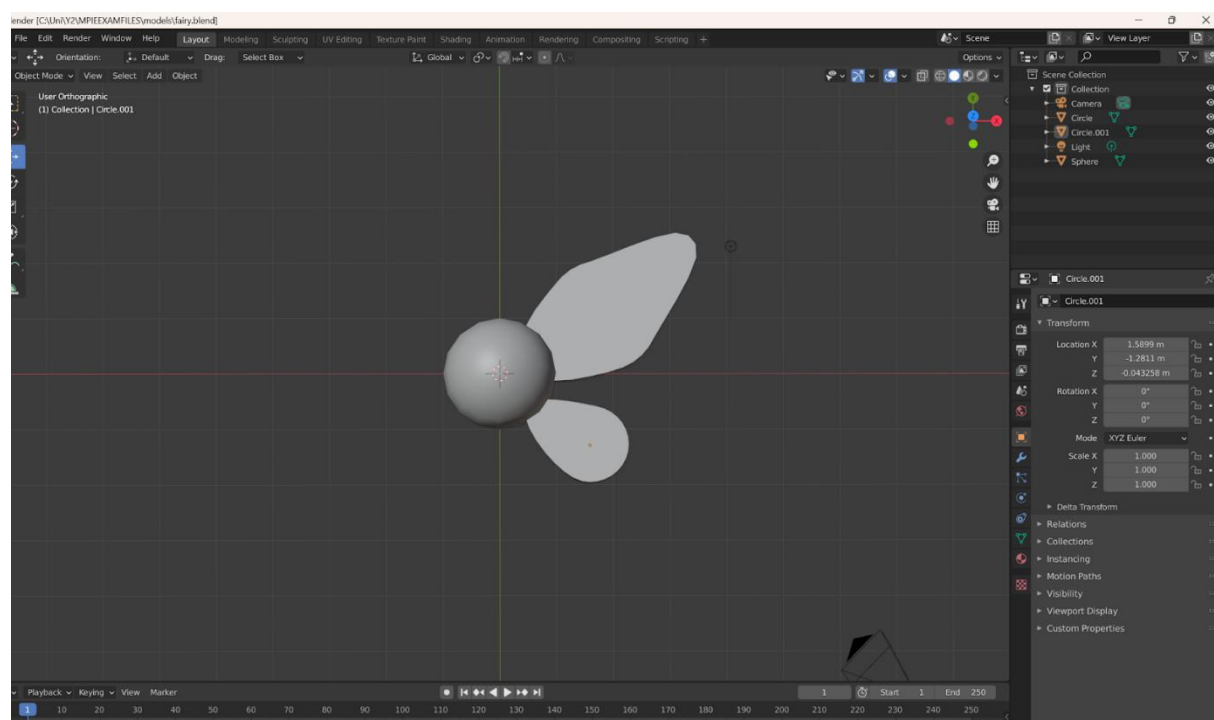 ender [C:\Uni\Y2\MPIEEXAMFILES\models\fairy.blend]
File Edit Render Window Help Layout Modeling Sculpting UV Editing Texture Paint Shading Animation Rendering Compositing Scripting + Scene View Layer
Orientation: Default Drag: Select Box Global Options
Object Mode View Select Add Object
User Orthographic
(1) Collection | Circle.001
Scene Collection
Collection
Camera
Circle
Circle.001
Light
Sphere
Circle.001
Circle.001
Transform
Location X 1.5899 m
Y -1.2811 m
Z -0.043258 m
Rotation X 0°
Y 0°
Z 0°
Mode XYZ Euler
Scale X 1.000
Y 1.000
Z 1.000
Delta Transform
Relations
Collections
Instancing
Motion Paths
Visibility
Viewport Display
Custom Properties
Playback Keying View Marker 1 Start 1 End 250
1 10 20 30 40 50 60 70 80 90 100 110 120 130 140 150 160 170 180 190 200 210 220 230 240 250